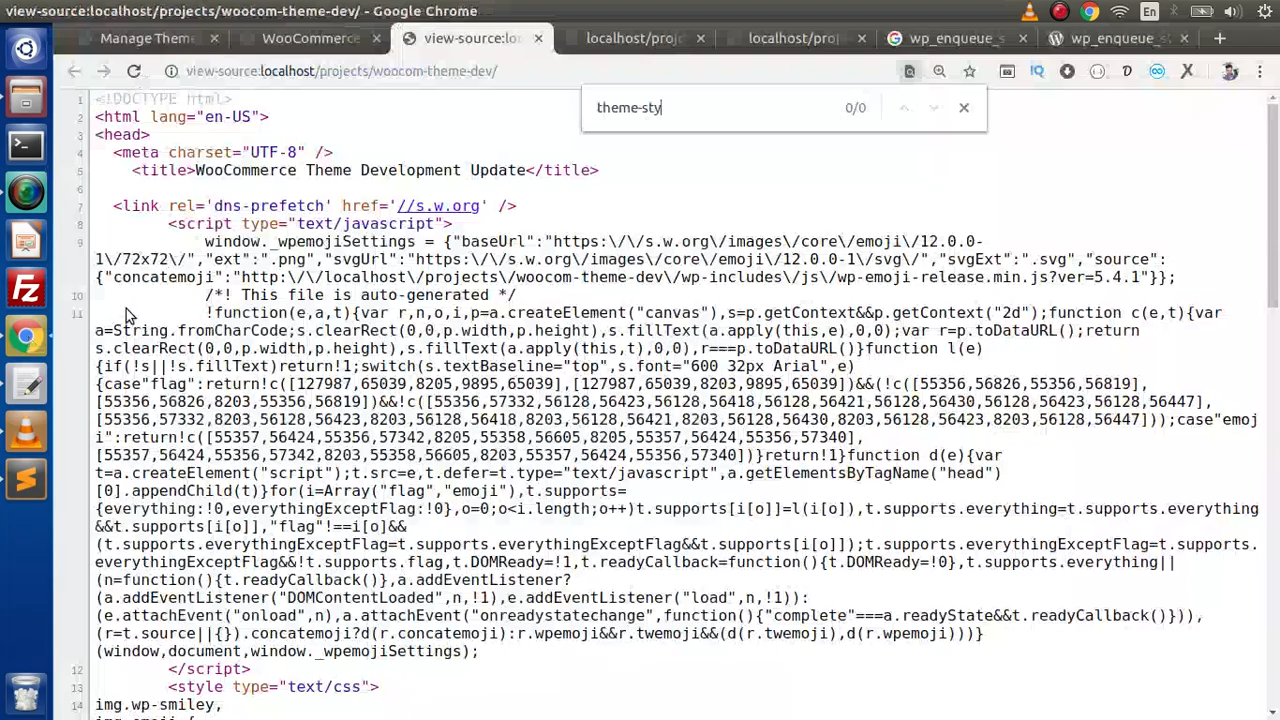 view-source:localhost/projects/woocom-theme-dev/ - Google Chrome
En
Manage Them
WooCommerce
view-source:lo
localhost/proj
localhost/proj
wp_enqueue_s
wp_enqueue_s
view-source:localhost/projects/woocom-theme-dev/
theme-sty
0/0
1 <!DOCTYPE html>
2 <html lang="en-US">
3 <head>
4 <meta charset="UTF-8" />
5 <title>WooCommerce Theme Development Update</title>
6
7 <link rel='dns-prefetch' href='//s.w.org' />
8 <script type="text/javascript">
9 window._wpemojiSettings = {"baseUrl":"https:\/\/s.w.org\/images\/core\/emoji\/12.0.0-
1\/72x72\/","ext":".png","svgUrl":"https:\/\/s.w.org\/images\/core\/emoji\/12.0.0-1\/svg\/","svgExt":".svg","source":
{"concatemoji":"http:\/\/localhost\/projects\/woocom-theme-dev\/wp-includes\/js\/wp-emoji-release.min.js?ver=5.4.1"}};
10 /*! This file is auto-generated */
11 !function(e,a,t){var r,n,o,i,p=a.createElement("canvas"),s=p.getContext&&p.getContext("2d");function c(e,t){var
a=String.fromCharCode;s.clearRect(0,0,p.width,p.height),s.fillText(a.apply(this,e),0,0);var r=p.toDataURL();return
s.clearRect(0,0,p.width,p.height),s.fillText(a.apply(this,t),0,0),r===p.toDataURL()}function l(e)
{if(!s||!s.fillText)return!1;switch(s.textBaseline="top",s.font="600 32px Arial",e)
{case"flag":return!c([127987,65039,8205,9895,65039],[127987,65039,8203,9895,65039])&&(!c([55356,56826,55356,56819],
[55356,56826,8203,55356,56819])&&!c([55356,57332,56128,56423,56128,56418,56128,56421,56128,56430,56128,56423,56128,56447],
[55356,57332,8203,56128,56423,8203,56128,56418,8203,56128,56421,8203,56128,56430,8203,56128,56423,8203,56128,56447]));case"emoj
i":return!c([55357,56424,55356,57342,8205,55358,56605,8205,55357,56424,55356,57340],
[55357,56424,55356,57342,8203,55358,56605,8203,55357,56424,55356,57340])}return!1}function d(e){var
t=a.createElement("script");t.src=e,t.defer=t.type="text/javascript",a.getElementsByTagName("head")
[0].appendChild(t)}for(i=Array("flag","emoji"),t.supports=
{everything:!0,everythingExceptFlag:!0},o=0;o<i.length;o++)t.supports[i[o]]=l(i[o]),t.supports.everything=t.supports.everything
&&t.supports[i[o]],"flag"!==i[o]&&
(t.supports.everythingExceptFlag=t.supports.everythingExceptFlag&&t.supports[i[o]]);t.supports.everythingExceptFlag=t.supports.
everythingExceptFlag&&!t.supports.flag,t.DOMReady=!1,t.readyCallback=function(){t.DOMReady=!0},t.supports.everything||
(n=function(){t.readyCallback()},a.addEventListener?
(a.addEventListener("DOMContentLoaded",n,!1),e.addEventListener("load",n,!1)):
(e.attachEvent("onload",n),a.attachEvent("onreadystatechange",function(){"complete"===a.readyState&&t.readyCallback()})),
(r=t.source||{}).concatemoji?d(r.concatemoji):r.wpemoji&&r.twemoji&&(d(r.twemoji),d(r.wpemoji)))}
(window,document,window._wpemojiSettings);
12 </script>
13 <style type="text/css">
14 img.wp-smiley,